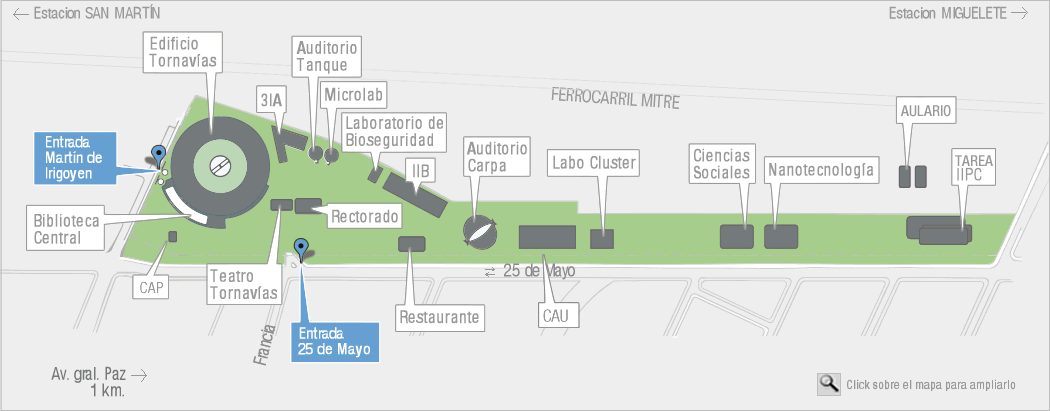 ← Estacion SAN MARTÍN
Estacion MIGUELETE →
Edificio
Tornavías
Auditorio
Tanque
3IA
Microlab
FERROCARRIL MITRE
AULARIO
Laboratorio de
Bioseguridad
Entrada
Martín de
Irigoyen
IIB
Auditorio
Carpa
Labo Cluster
Ciencias
Sociales
Nanotecnología
TAREA
IIPC
Biblioteca
Central
Rectorado
CAP
Teatro
Tornavías
⇄ 25 de Mayo
Restaurante
CAU
Francia
Entrada
25 de Mayo
Av. gral. Paz →
1 km.
Click sobre el mapa para ampliarlo